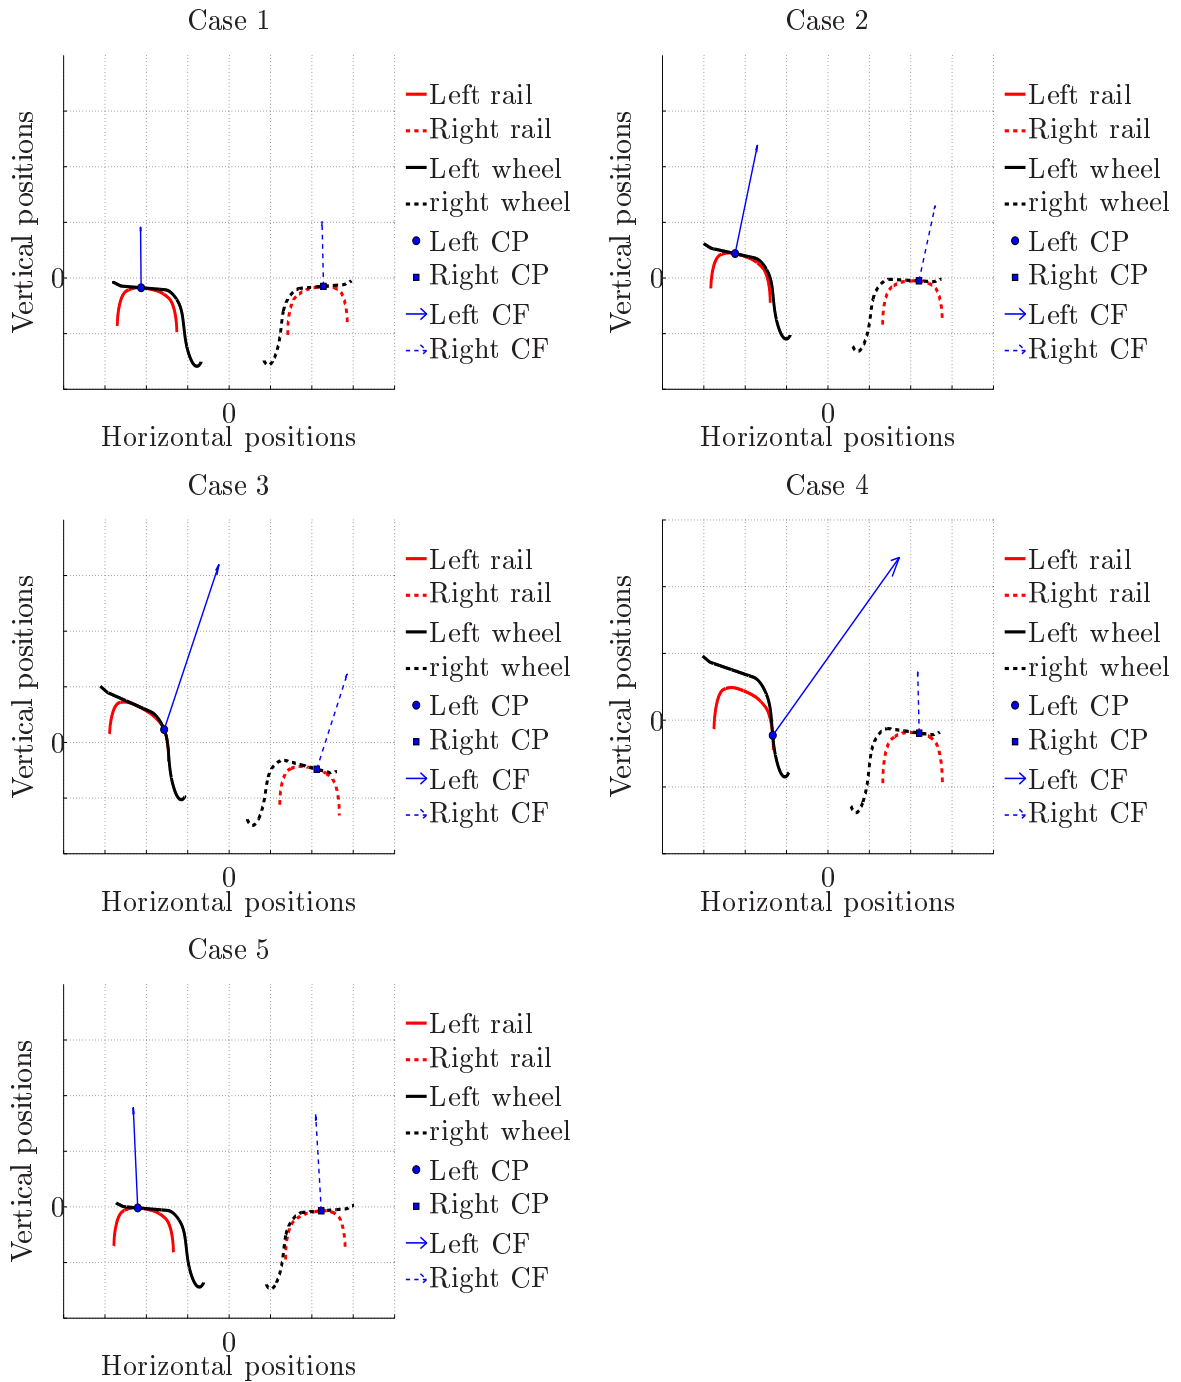 Case 1
Vertical positions
0
0
Horizontal positions
Left rail
Right rail
Left wheel
right wheel
Left CP
Right CP
Left CF
Right CF
Case 2
Vertical positions
0
0
Horizontal positions
Left rail
Right rail
Left wheel
right wheel
Left CP
Right CP
Left CF
Right CF
Case 3
Vertical positions
0
0
Horizontal positions
Left rail
Right rail
Left wheel
right wheel
Left CP
Right CP
Left CF
Right CF
Case 4
Vertical positions
0
0
Horizontal positions
Left rail
Right rail
Left wheel
right wheel
Left CP
Right CP
Left CF
Right CF
Case 5
Vertical positions
0
0
Horizontal positions
Left rail
Right rail
Left wheel
right wheel
Left CP
Right CP
Left CF
Right CF